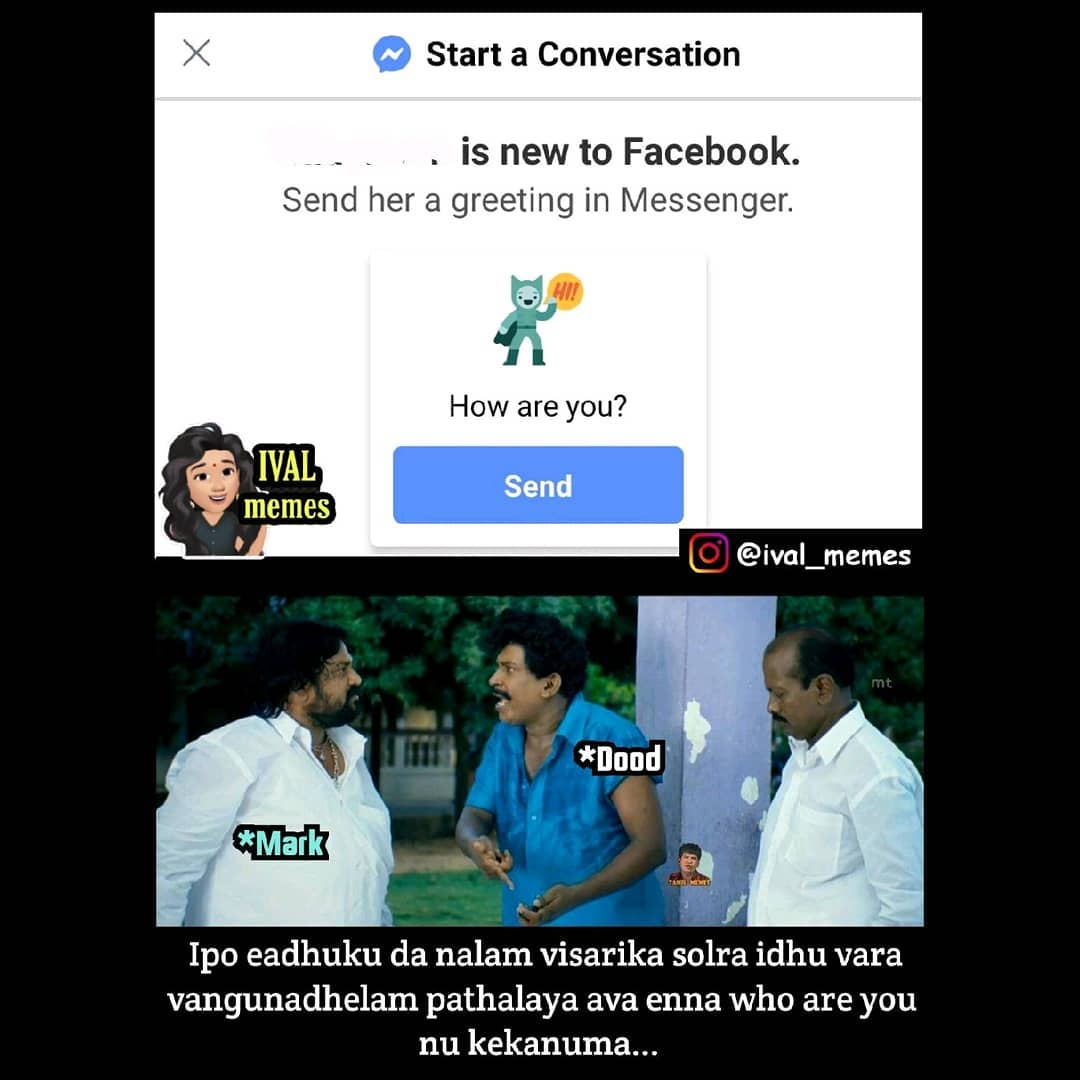 Start a Conversation
is new to Facebook.
Send her a greeting in Messenger.
HI!
How are you?
Send
IVAL
memes
@ival_memes
mt
*Dood
*Mark
TAMIL MEMES
Ipo eadhuku da nalam visarika solra idhu vara
vangunadhelam pathalaya ava enna who are you
nu kekanuma...